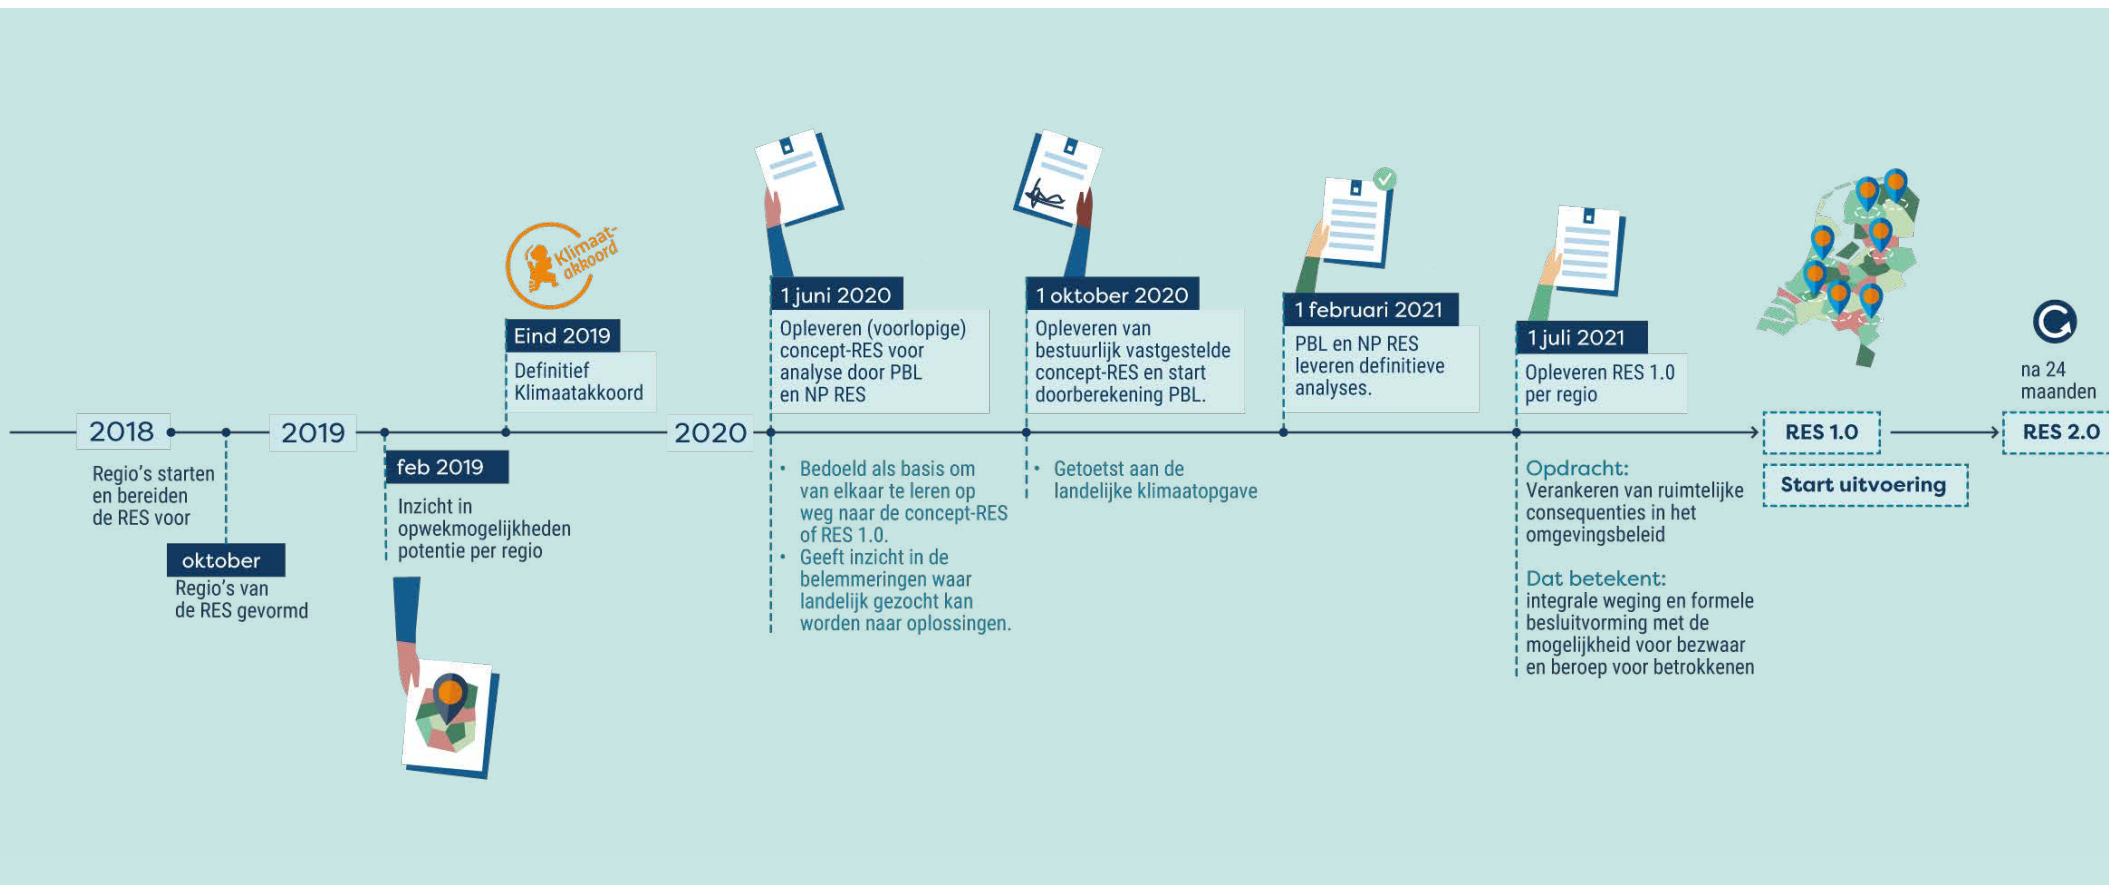 2018
Regio's starten
en bereiden
de RES voor
oktober
Regio's van
de RES gevormd
2019
feb 2019
Inzicht in
opwekmogelijkheden
potentie per regio
Klimaat-
akkoord
Eind 2019
Definitief
Klimaatakkoord
2020
1 juni 2020
Opleveren (voorlopige)
concept-RES voor
analyse door PBL
en NP RES
• Bedoeld als basis om
van elkaar te leren op
weg naar de concept-RES
of RES 1.0.
• Geeft inzicht in de
belemmeringen waar
landelijk gezocht kan
worden naar oplossingen.
1 oktober 2020
Opleveren van
bestuurlijk vastgestelde
concept-RES en start
doorberekening PBL.
• Getoetst aan de
landelijke klimaatopgave
1 februari 2021
PBL en NP RES
leveren definitieve
analyses.
1 juli 2021
Opleveren RES 1.0
per regio
Opdracht:
Verankeren van ruimtelijke
consequenties in het
omgevingsbeleid
Dat betekent:
integrale weging en formele
besluitvorming met de
mogelijkheid voor bezwaar
en beroep voor betrokkenen
RES 1.0
Start uitvoering
na 24
maanden
RES 2.0